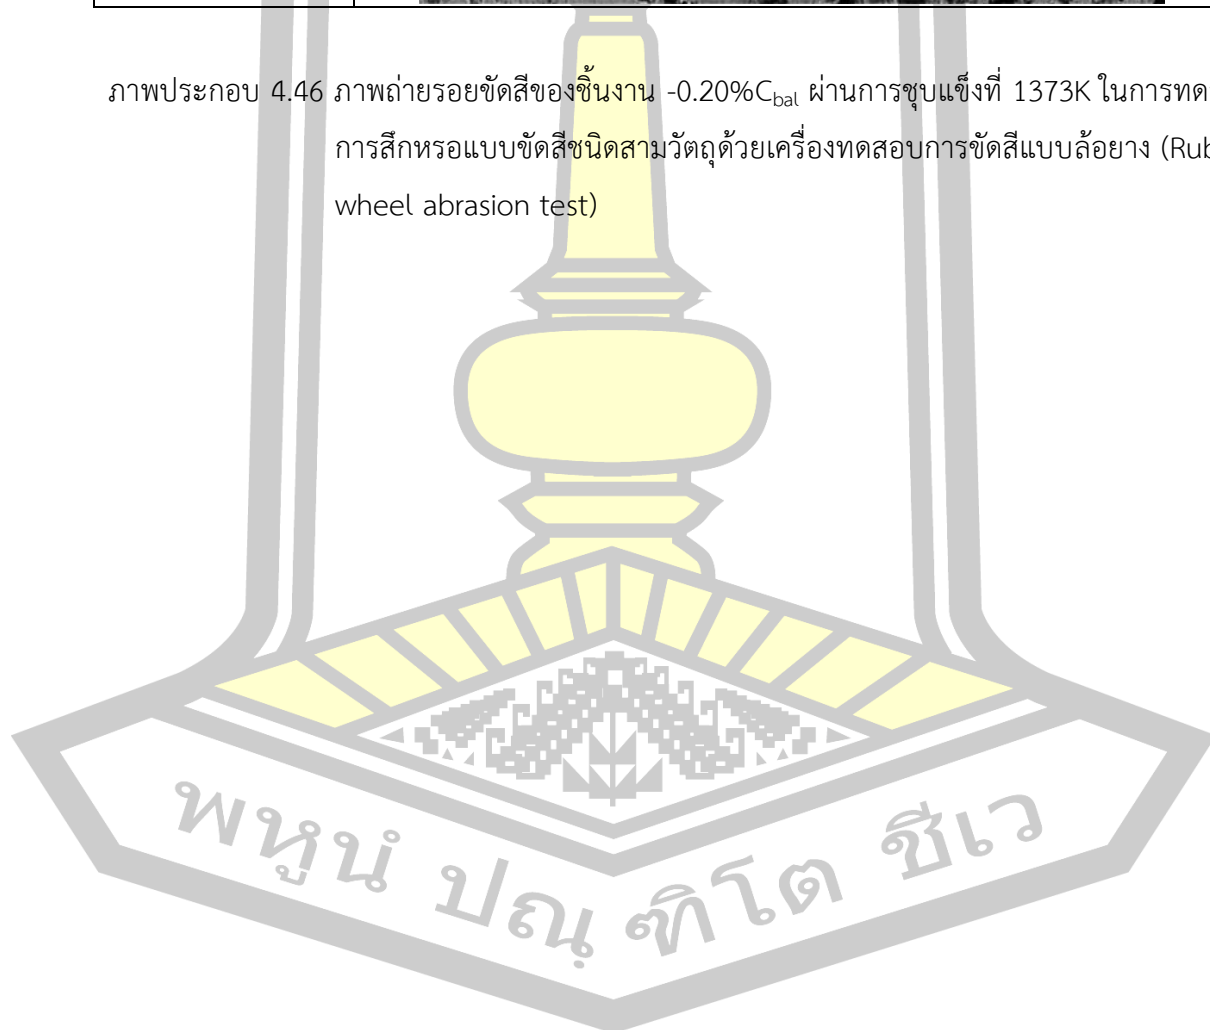 ภาพประกอบ 4.46 ภาพถ่ายรอยขัดสีของชิ้นงาน -0.20%C_bal ผ่านการชุบแข็งที่ 1373K ในการทด
การสึกหรอแบบขัดสีชนิดสามวัตถุด้วยเครื่องทดสอบการขัดสีแบบล้อยาง (Rub
wheel abrasion test)
พหูนํ ปณฺฑิโต ชีเว